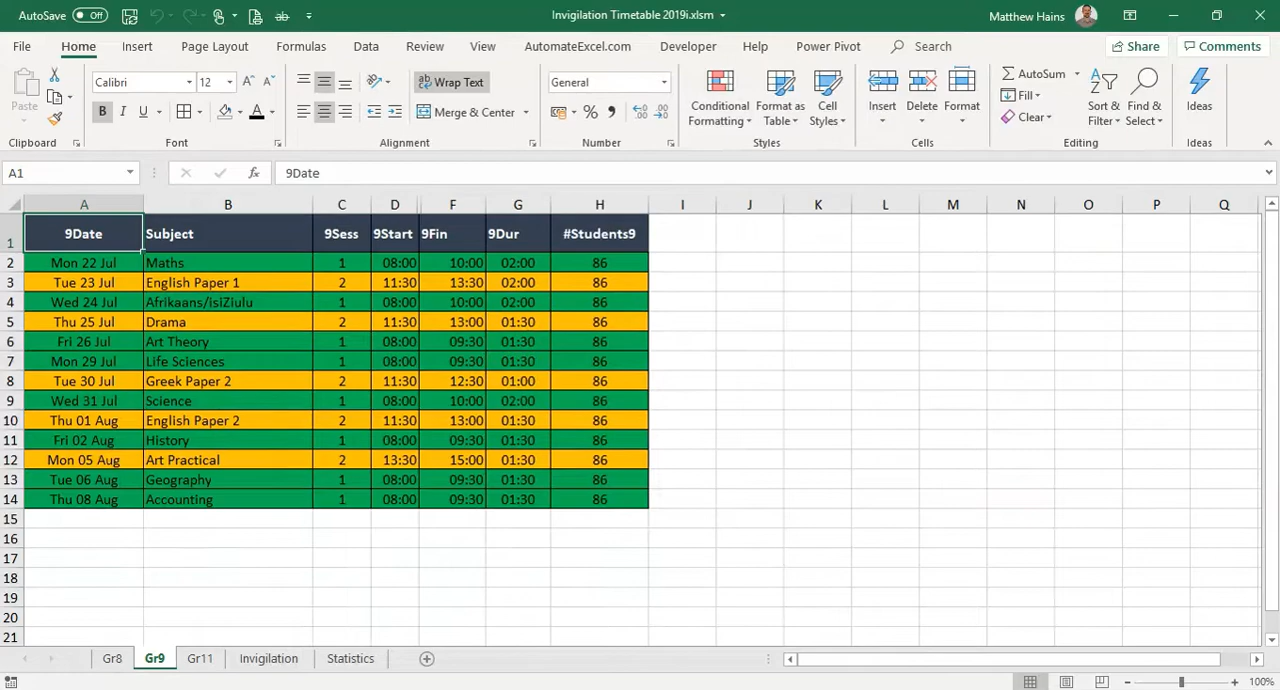 AutoSave Off
Invigilation Timetable 2019i.xlsm
Matthew Hains
File Home Insert Page Layout Formulas Data Review View AutomateExcel.com Developer Help Power Pivot Search Share Comments
Paste
Calibri 12
Wrap Text
General
Conditional Formatting
Format as Table
Cell Styles
Insert
Delete
Format
AutoSum
Fill
Clear
Sort & Filter
Find & Select
Ideas
B I U
Merge & Center
Clipboard Font Alignment Number Styles Cells Editing Ideas
A1 fx 9Date
A B C D F G H I J K L M N O P Q
1 9Date Subject 9Sess 9Start 9Fin 9Dur #Students9
2 Mon 22 Jul Maths 1 08:00 10:00 02:00 86
3 Tue 23 Jul English Paper 1 2 11:30 13:30 02:00 86
4 Wed 24 Jul Afrikaans/isiZiulu 1 08:00 10:00 02:00 86
5 Thu 25 Jul Drama 2 11:30 13:00 01:30 86
6 Fri 26 Jul Art Theory 1 08:00 09:30 01:30 86
7 Mon 29 Jul Life Sciences 1 08:00 09:30 01:30 86
8 Tue 30 Jul Greek Paper 2 2 11:30 12:30 01:00 86
9 Wed 31 Jul Science 1 08:00 10:00 02:00 86
10 Thu 01 Aug English Paper 2 2 11:30 13:00 01:30 86
11 Fri 02 Aug History 1 08:00 09:30 01:30 86
12 Mon 05 Aug Art Practical 2 13:30 15:00 01:30 86
13 Tue 06 Aug Geography 1 08:00 09:30 01:30 86
14 Thu 08 Aug Accounting 1 08:00 09:30 01:30 86
15
16
17
18
19
20
21
Gr8 Gr9 Gr11 Invigilation Statistics
100%